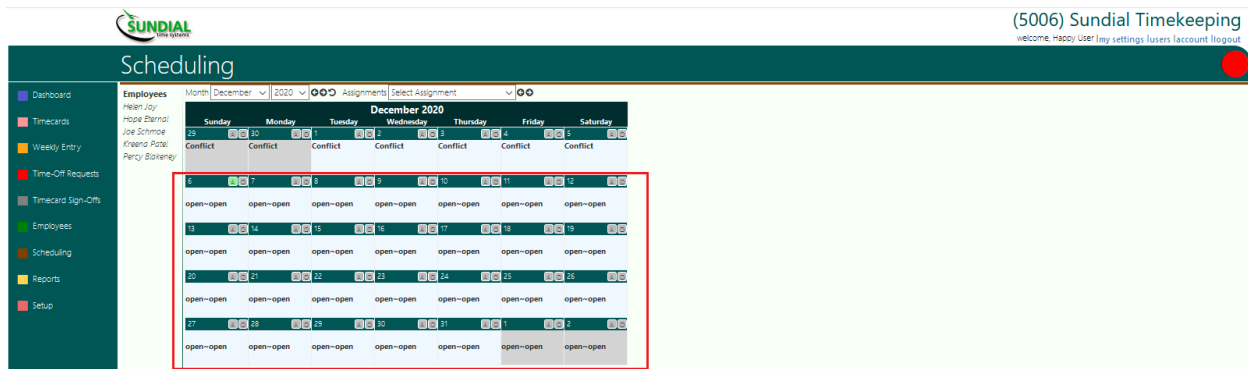 SUNDIAL
Time Systems
(5006) Sundial Timekeeping
welcome, Happy User |my settings |users |account |logout
Scheduling
Dashboard
Timecards
Weekly Entry
Time-Off Requests
Timecard Sign-Offs
Employees
Scheduling
Reports
Setup
Employees
Helen Joy
Hope Eternal
Joe Schmoe
Kreena Patel
Percy Blakeney
Month December 2020 Assignments Select Assignment
December 2020
Sunday Monday Tuesday Wednesday Thursday Friday Saturday
29 30 1 2 3 4 5
Conflict Conflict Conflict Conflict Conflict Conflict Conflict
6 7 8 9 10 11 12
open~open open~open open~open open~open open~open open~open open~open
13 14 15 16 17 18 19
open~open open~open open~open open~open open~open open~open open~open
20 21 22 23 24 25 26
open~open open~open open~open open~open open~open open~open open~open
27 28 29 30 31 1 2
open~open open~open open~open open~open open~open open~open open~open